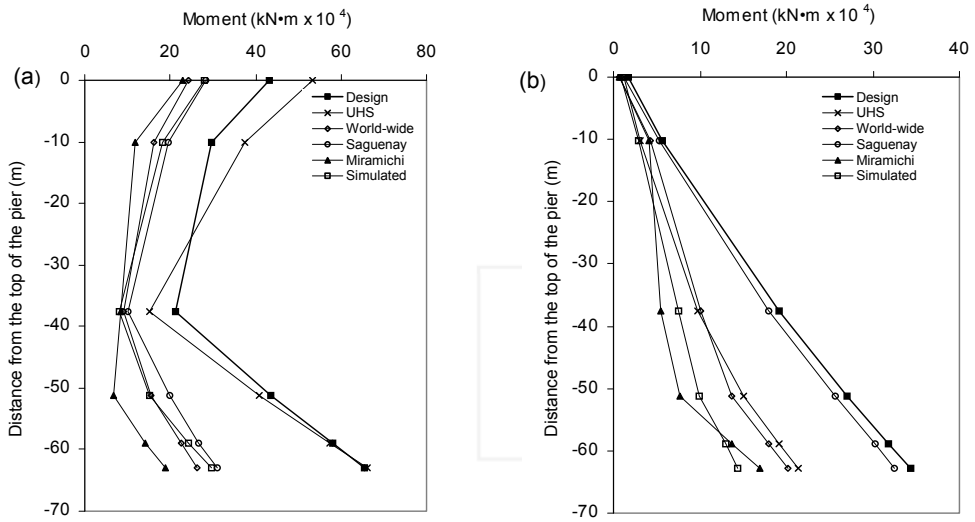 Moment (kN•m x 10⁴)
0 20 40 60 80
(a)
0
-10
-20
-30
-40
-50
-60
-70
Distance from the top of the pier (m)
Design
UHS
World-wide
Saguenay
Miramichi
Simulated
Moment (kN•m x 10⁴)
0 10 20 30 40
(b)
0
-10
-20
-30
-40
-50
-60
-70
Distance from the top of the pier (m)
Design
UHS
World-wide
Saguenay
Miramichi
Simulated